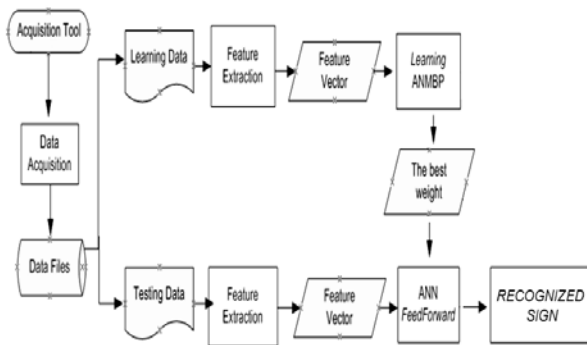 Acquisition Tool
Data
Acquisition
Data Files
Learning Data
Feature
Extraction
Feature
Vector
Learning
ANMBP
The best
weight
Testing Data
Feature
Extraction
Feature
Vector
ANN
FeedForward
RECOGNIZED
SIGN